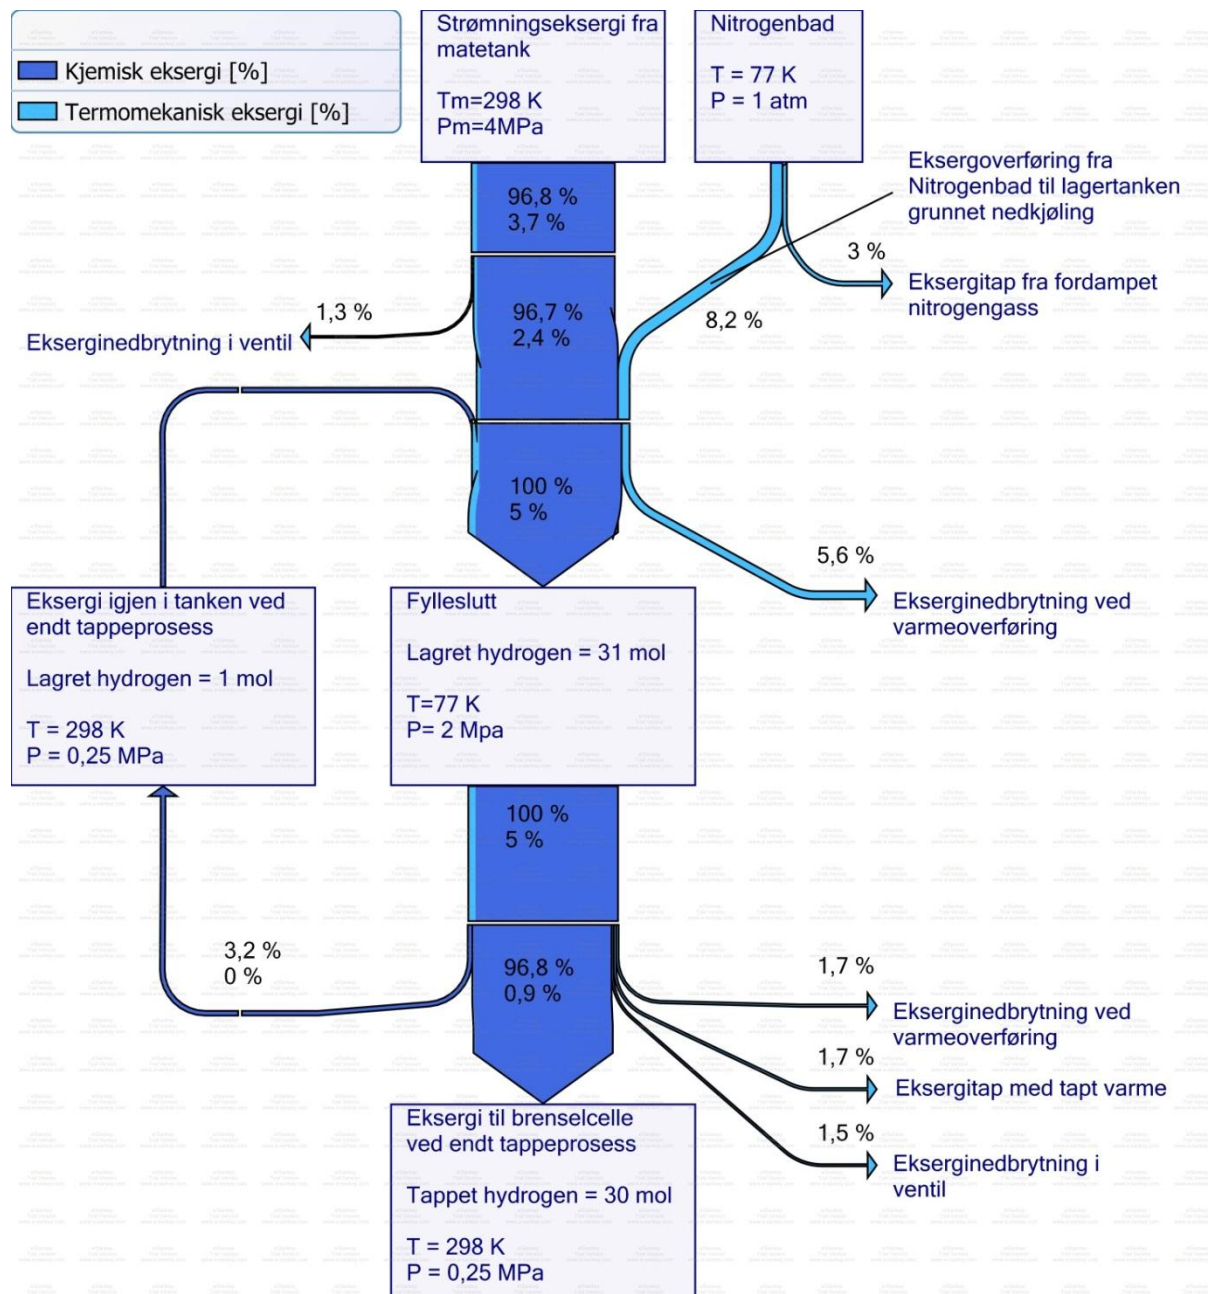 Kjemisk eksergi [%]
Termomekanisk eksergi [%]
Strømningseksergi fra
matetank
Tm=298 K
Pm=4MPa
Nitrogenbad
T = 77 K
P = 1 atm
Eksergoverføring fra
Nitrogenbad til lagertanken
grunnet nedkjøling
96,8 %
3,7 %
3 %
Eksergitap fra fordampet
nitrogengass
1,3 %
Ekserginedbrytning i ventil
96,7 %
2,4 %
8,2 %
100 %
5 %
5,6 %
Ekserginedbrytning ved
varmeoverføring
Eksergi igjen i tanken ved
endt tappeprosess
Lagret hydrogen = 1 mol
T = 298 K
P = 0,25 MPa
Fylleslutt
Lagret hydrogen = 31 mol
T=77 K
P= 2 Mpa
100 %
5 %
3,2 %
0 %
96,8 %
0,9 %
1,7 %
Ekserginedbrytning ved
varmeoverføring
1,7 %
Eksergitap med tapt varme
1,5 %
Ekserginedbrytning i
ventil
Eksergi til brenselcelle
ved endt tappeprosess
Tappet hydrogen = 30 mol
T = 298 K
P = 0,25 MPa